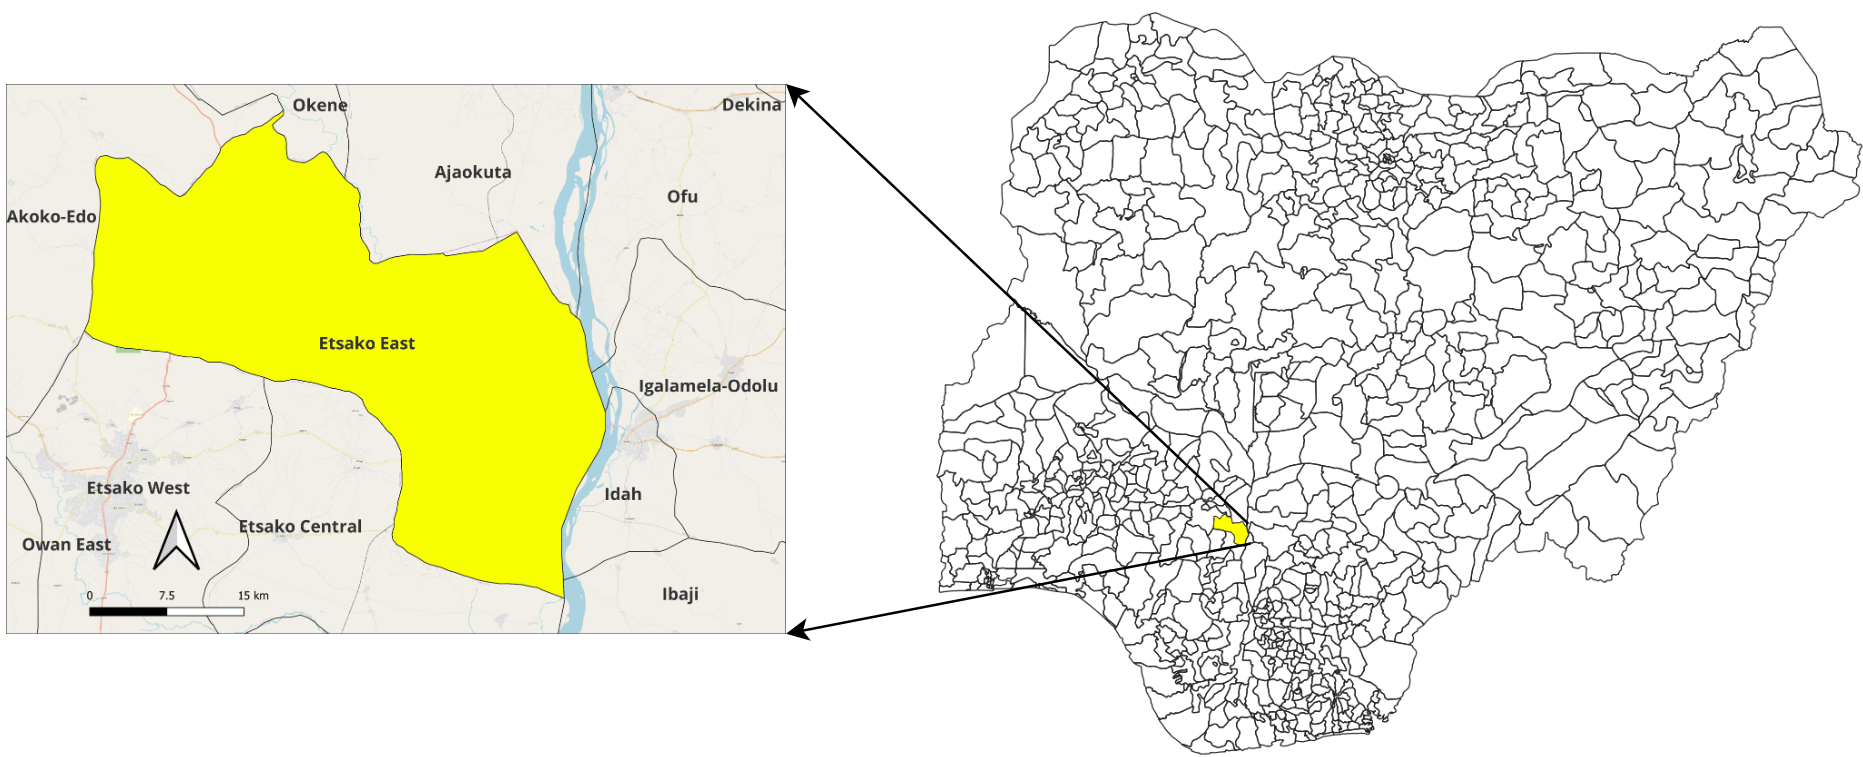 Okene
Dekina
Ajaokuta
Ofu
Akoko-Edo
Etsako East
Igalamela-Odolu
Etsako West
Idah
Etsako Central
Owan East
0 7.5 15 km
Ibaji